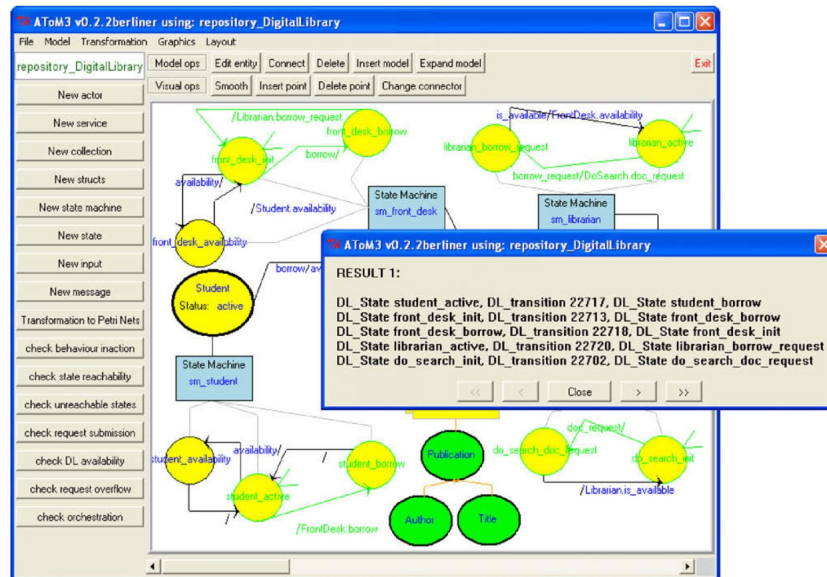 AToM3 v0.2.2berliner using: repository_DigitalLibrary
File Model Transformation Graphics Layout
repository_DigitalLibrary
Model ops Edit entity Connect Delete Insert model Expand model Exit
Visual ops Smooth Insert point Delete point Change connector
New actor
New service
New collection
New structs
New state machine
New state
New input
New message
Transformation to Petri Nets
check behaviour inaction
check state reachability
check unreachable states
check request submission
check DL availability
check request overflow
check orchestration
/Librarian.borrow_request
front_desk_borrow
front_desk_init
borrow/
availability/
/Student.availability
front_desk_availability
State Machine
sm_front_desk
is_available/FrontDesk.availability
librarian_borrow_request
librarian_active
borrow_request/DoSearch.doc_request
State Machine
sm_librarian
Student
Status: active
borrow/av
State Machine
sm_student
AToM3 v0.2.2berliner using: repository_DigitalLibrary
RESULT 1:
DL_State student_active, DL_transition 22717, DL_State student_borrow
DL_State front_desk_init, DL_transition 22713, DL_State front_desk_borrow
DL_State front_desk_borrow, DL_transition 22718, DL_State front_desk_init
DL_State librarian_active, DL_transition 22720, DL_State librarian_borrow_request
DL_State do_search_init, DL_transition 22702, DL_State do_search_doc_request
<< < Close > >>
student_availability
availability/
/
student_borrow
student_active
/
/FrontDesk.borrow
Publication
Author
Title
doc_request/
do_search_doc_request
do_search_init
/Librarian.is_available